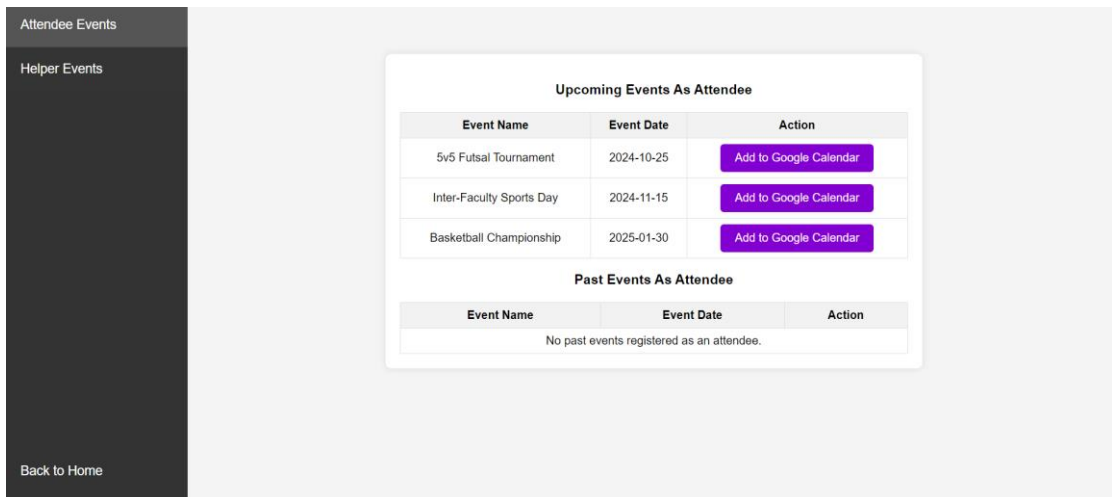 Attendee Events
Helper Events
Back to Home
Upcoming Events As Attendee
Event Name Event Date Action
5v5 Futsal Tournament 2024-10-25 Add to Google Calendar
Inter-Faculty Sports Day 2024-11-15 Add to Google Calendar
Basketball Championship 2025-01-30 Add to Google Calendar
Past Events As Attendee
Event Name Event Date Action
No past events registered as an attendee.